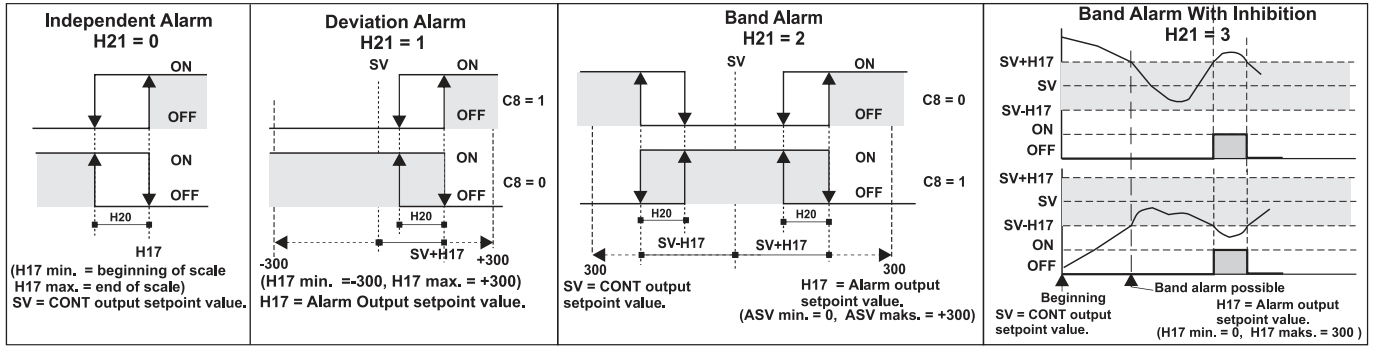 Independent Alarm
H21 = 0
ON
OFF
ON
OFF
H20
H17
(H17 min. = beginning of scale
H17 max. = end of scale)
SV = CONT output setpoint value.
Deviation Alarm
H21 = 1
SV
ON
OFF
C8 = 1
ON
OFF
C8 = 0
H20
SV+H17
-300
+300
(H17 min. =-300, H17 max. = +300)
H17 = Alarm Output setpoint value.
Band Alarm
H21 = 2
SV
ON
OFF
C8 = 0
ON
OFF
C8 = 1
H20
H20
SV-H17
SV+H17
300
300
SV = CONT output
setpoint value.
H17 = Alarm output
setpoint value.
(ASV min. = 0, ASV maks. = +300)
Band Alarm With Inhibition
H21 = 3
SV+H17
SV
SV-H17
ON
OFF
SV+H17
SV
SV-H17
ON
OFF
Beginning
Band alarm possible
SV = CONT output
setpoint value.
H17 = Alarm output
setpoint value.
(H17 min. = 0, H17 maks. = 300 )